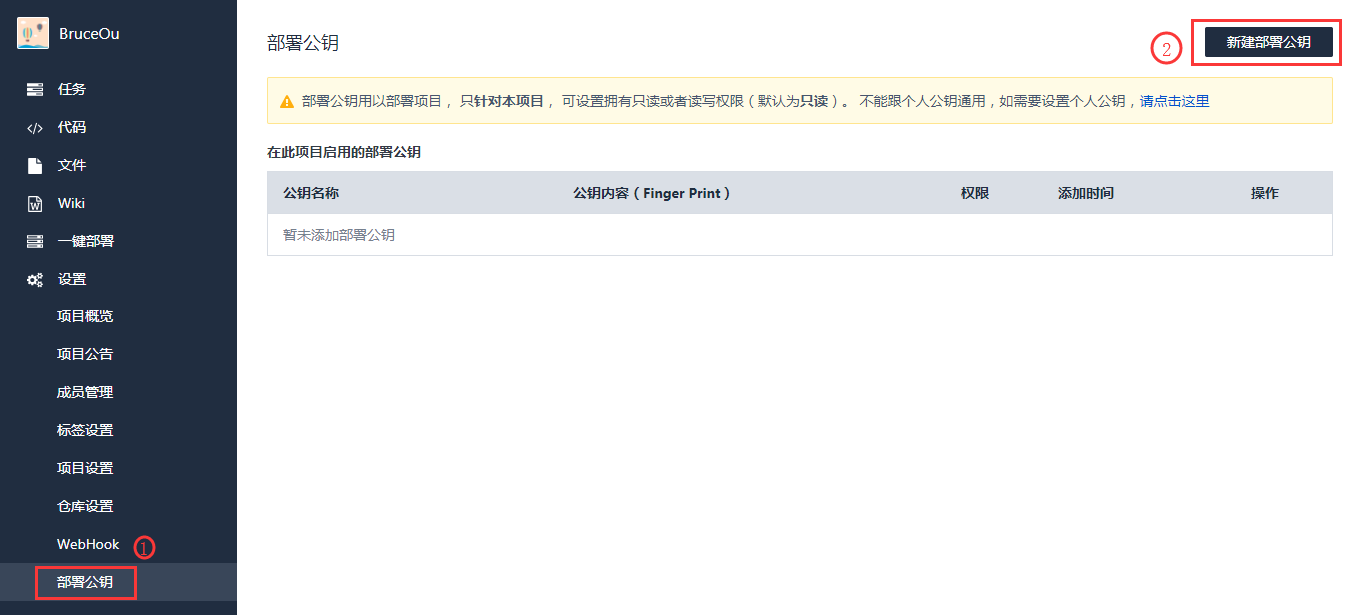 BruceOu
任务
代码
文件
Wiki
一键部署
设置
项目概览
项目公告
成员管理
标签设置
项目设置
仓库设置
WebHook ①
部署公钥
部署公钥 ② 新建部署公钥
部署公钥用以部署项目，只针对本项目，可设置拥有只读或者读写权限（默认为只读）。 不能跟个人公钥通用，如需要设置个人公钥，请点击这里
在此项目启用的部署公钥
公钥名称 公钥内容（Finger Print） 权限 添加时间 操作
暂未添加部署公钥